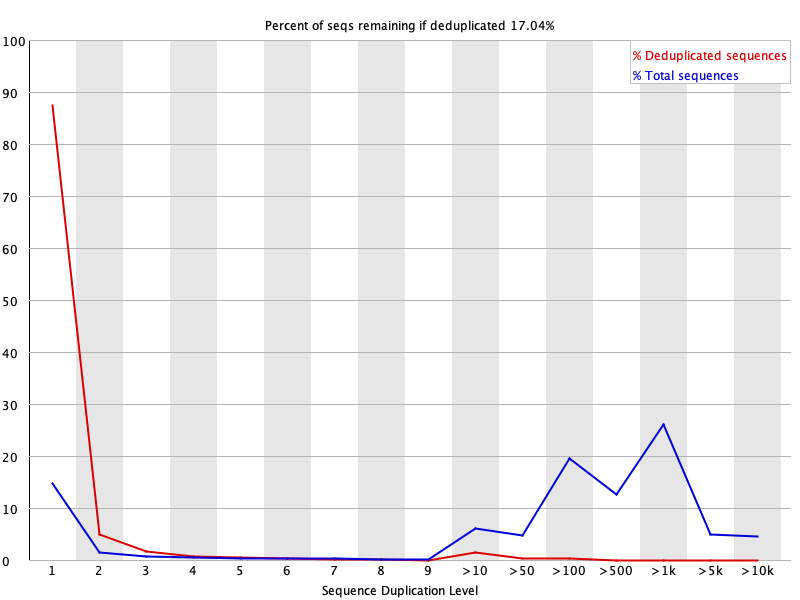 Percent of seqs remaining if deduplicated 17.04%
% Deduplicated sequences
% Total sequences
100
90
80
70
60
50
40
30
20
10
0
1 2 3 4 5 6 7 8 9 >10 >50 >100 >500 >1k >5k >10k
Sequence Duplication Level